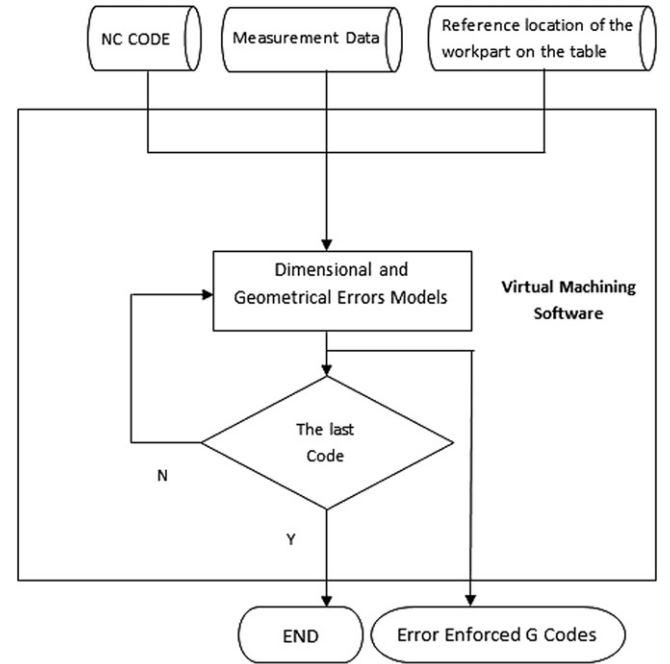 NC CODE
Measurement Data
Reference location of the
workpart on the table
Dimensional and
Geometrical Errors Models
Virtual Machining
Software
The last
Code
N
Y
END
Error Enforced G Codes